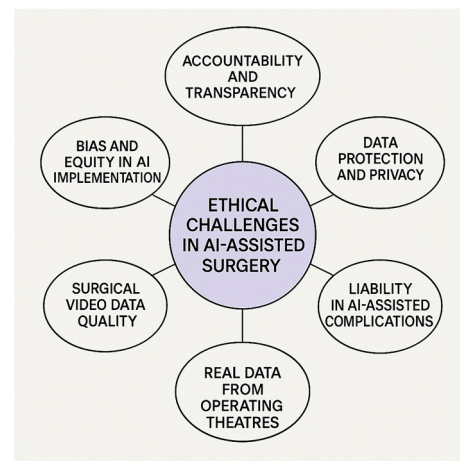 ACCOUNTABILITY
AND
TRANSPARENCY
BIAS AND
EQUITY IN AI
IMPLEMENTATION
DATA
PROTECTION
AND PRIVACY
ETHICAL
CHALLENGES
IN AI-ASSISTED
SURGERY
SURGICAL
VIDEO DATA
QUALITY
LIABILITY
IN AI-ASSISTED
COMPLICATIONS
REAL DATA
FROM
OPERATING
THEATRES